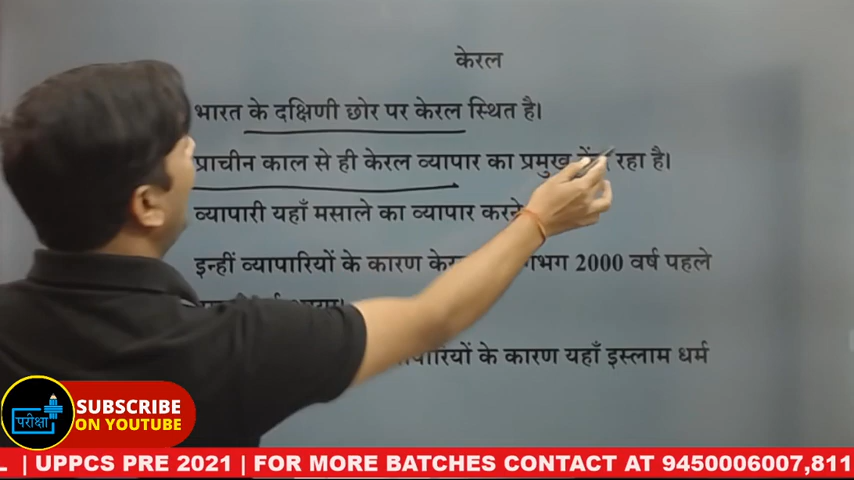 केरल
भारत के दक्षिणी छोर पर केरल स्थित है।
प्राचीन काल से ही केरल व्यापार का प्रमुख रहा है।
व्यापारी यहाँ मसाले का व्यापार करने
इन्हीं व्यापारियों के कारण 2000 वर्ष पहले
के कारण यहाँ इस्लाम धर्म
परीक्षा
SUBSCRIBE
ON YOUTUBE
| UPPCS PRE 2021 | FOR MORE BATCHES CONTACT AT 9450006007,811